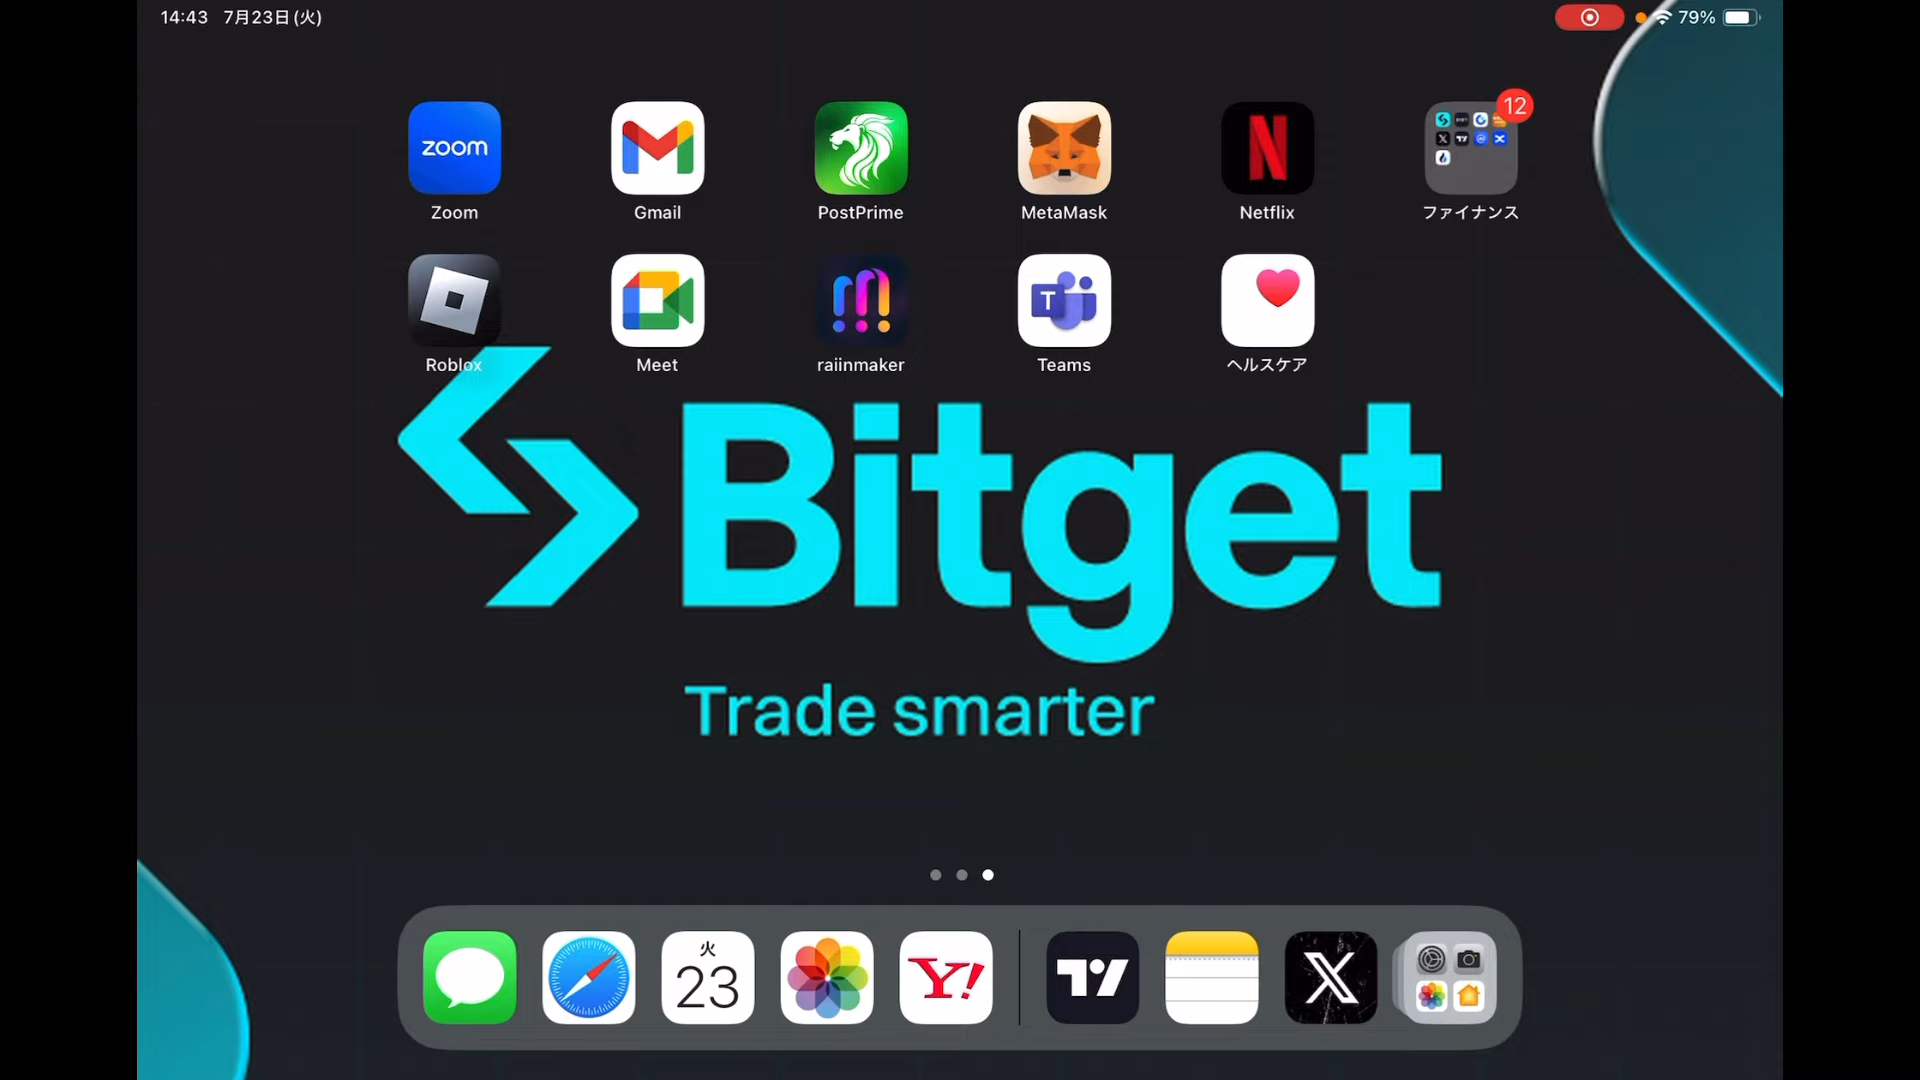 14:43 7月23日(火)
79%
12
zoom
Zoom
Gmail
PostPrime
MetaMask
Netflix
ファイナンス
T
Roblox
Meet
raiinmaker
Teams
ヘルスケア
Bitget
Trade smarter
火
23
Y!